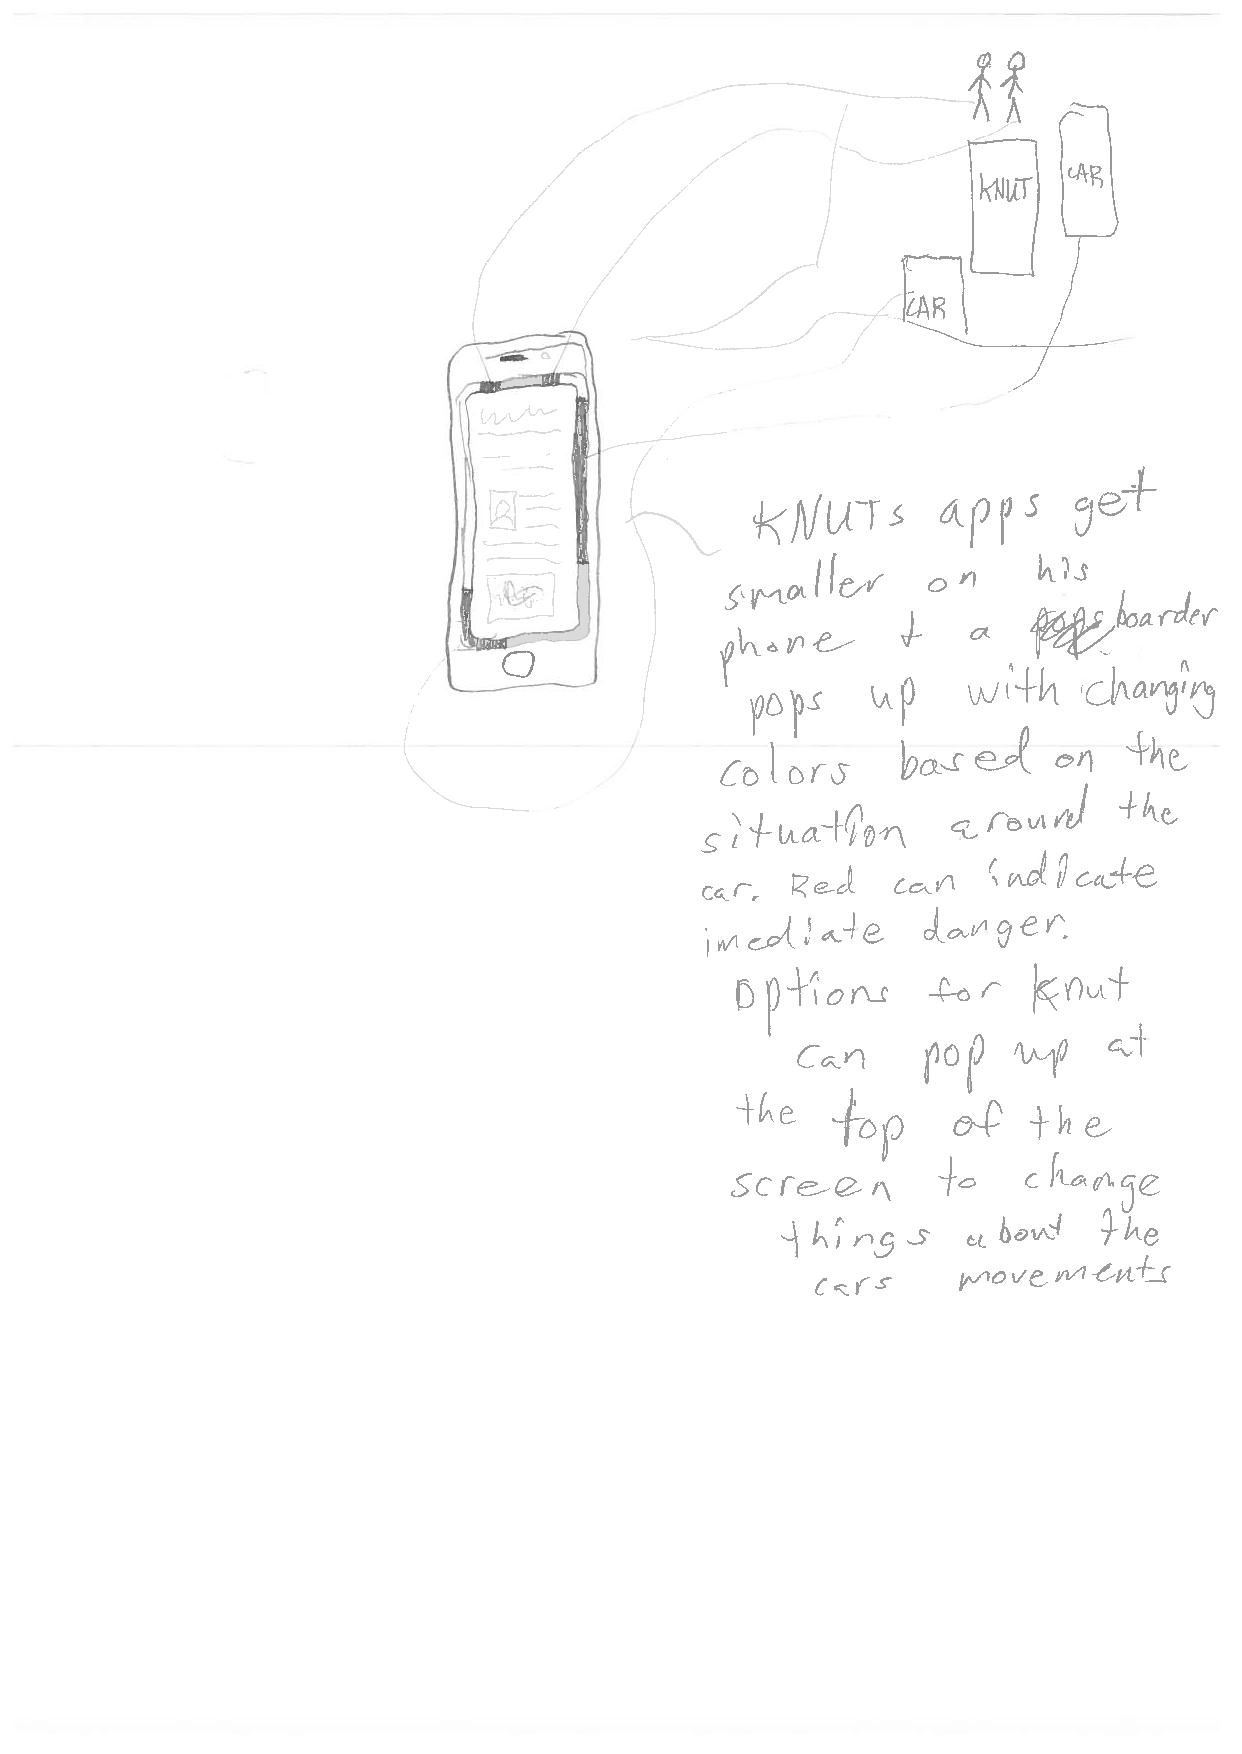 KNUT
CAR
CAR
KNUTs apps get
smaller on his
phone + a boarder
pops up with changing
colors based on the
situation around the
car. Red can indicate
imediate danger.
Options for Knut
can pop up at
the top of the
screen to change
things about the
cars movements